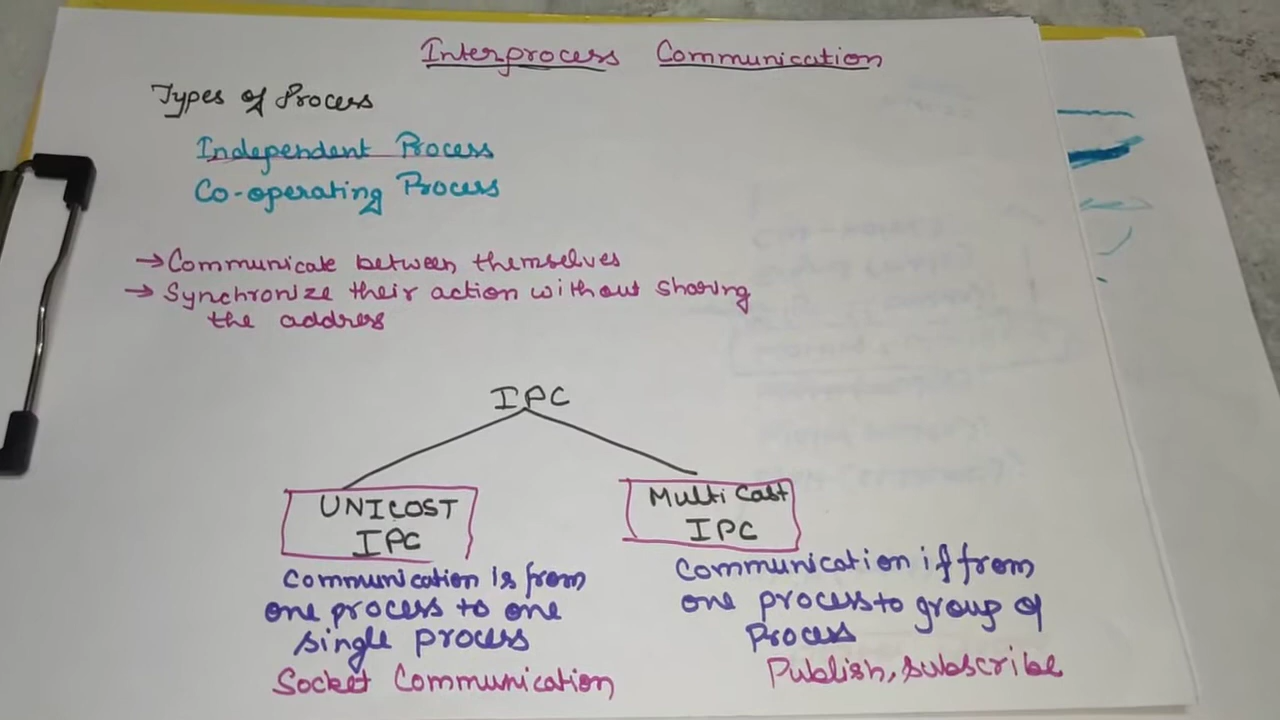 Interprocess Communication
Types of Process
Independent Process
Co-operating Process
→ Communicate between themselves
→ Synchronize their action without sharing
the address
IPC
UNICOST
IPC
Multi Cast
IPC
Communication is from
one process to one
single process
Socket Communication
Communication if from
one process to group of
Process
Publish, subscribe